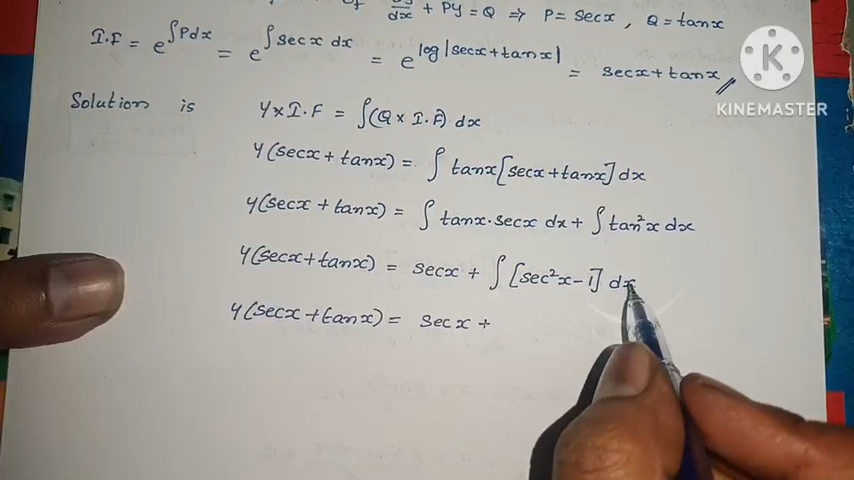 dy/dx + Py = Q ⇒ P = secx , Q = tanx
I.F = e^∫Pdx = e^∫secx dx = e^log|secx+tanx| = secx+tanx
KINEMASTER
Solution is y×I.F = ∫(Q × I.F) dx
y(secx + tanx) = ∫ tanx[secx+tanx] dx
y(secx + tanx) = ∫ tanx·secx dx + ∫ tan²x dx
y(secx+tanx) = secx + ∫ [sec²x-1] dx
y(secx+tanx) = secx +